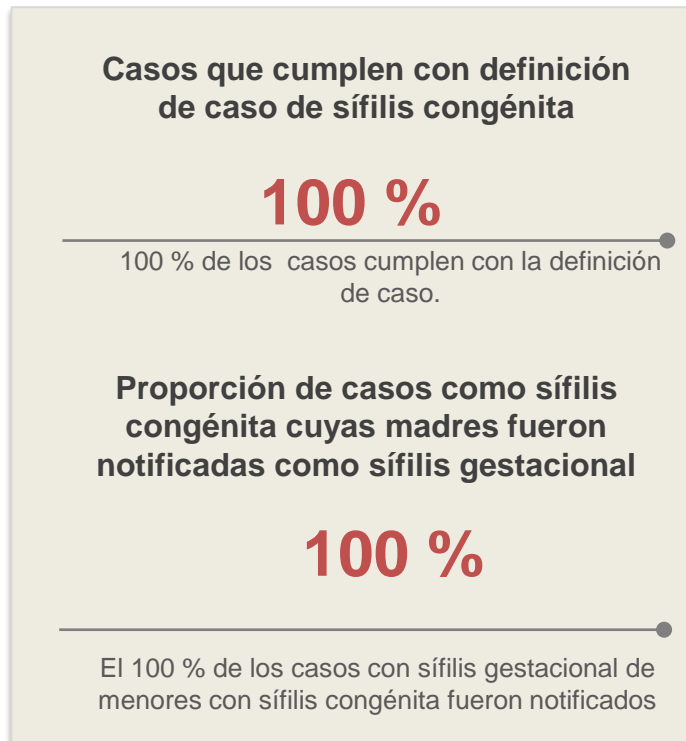 Casos que cumplen con definición
de caso de sífilis congénita
100 %
100 % de los casos cumplen con la definición
de caso.
Proporción de casos como sífilis
congénita cuyas madres fueron
notificadas como sífilis gestacional
100 %
El 100 % de los casos con sífilis gestacional de
menores con sífilis congénita fueron notificados